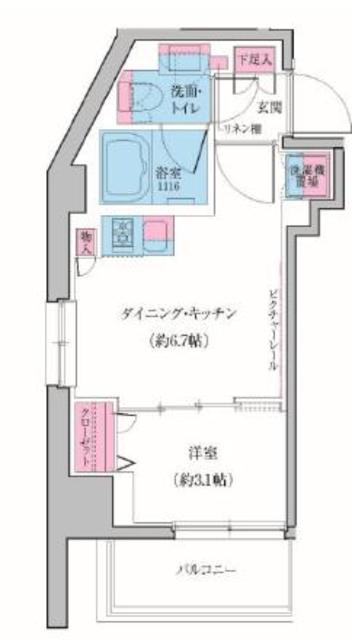 下足入
洗面・
トイレ
玄関
リネン棚
浴室
1116
洗濯機
置場
物入
ダイニング・キッチン
(約6.7帖)
ピクチャーレール
クローゼット
洋室
(約3.1帖)
バルコニー